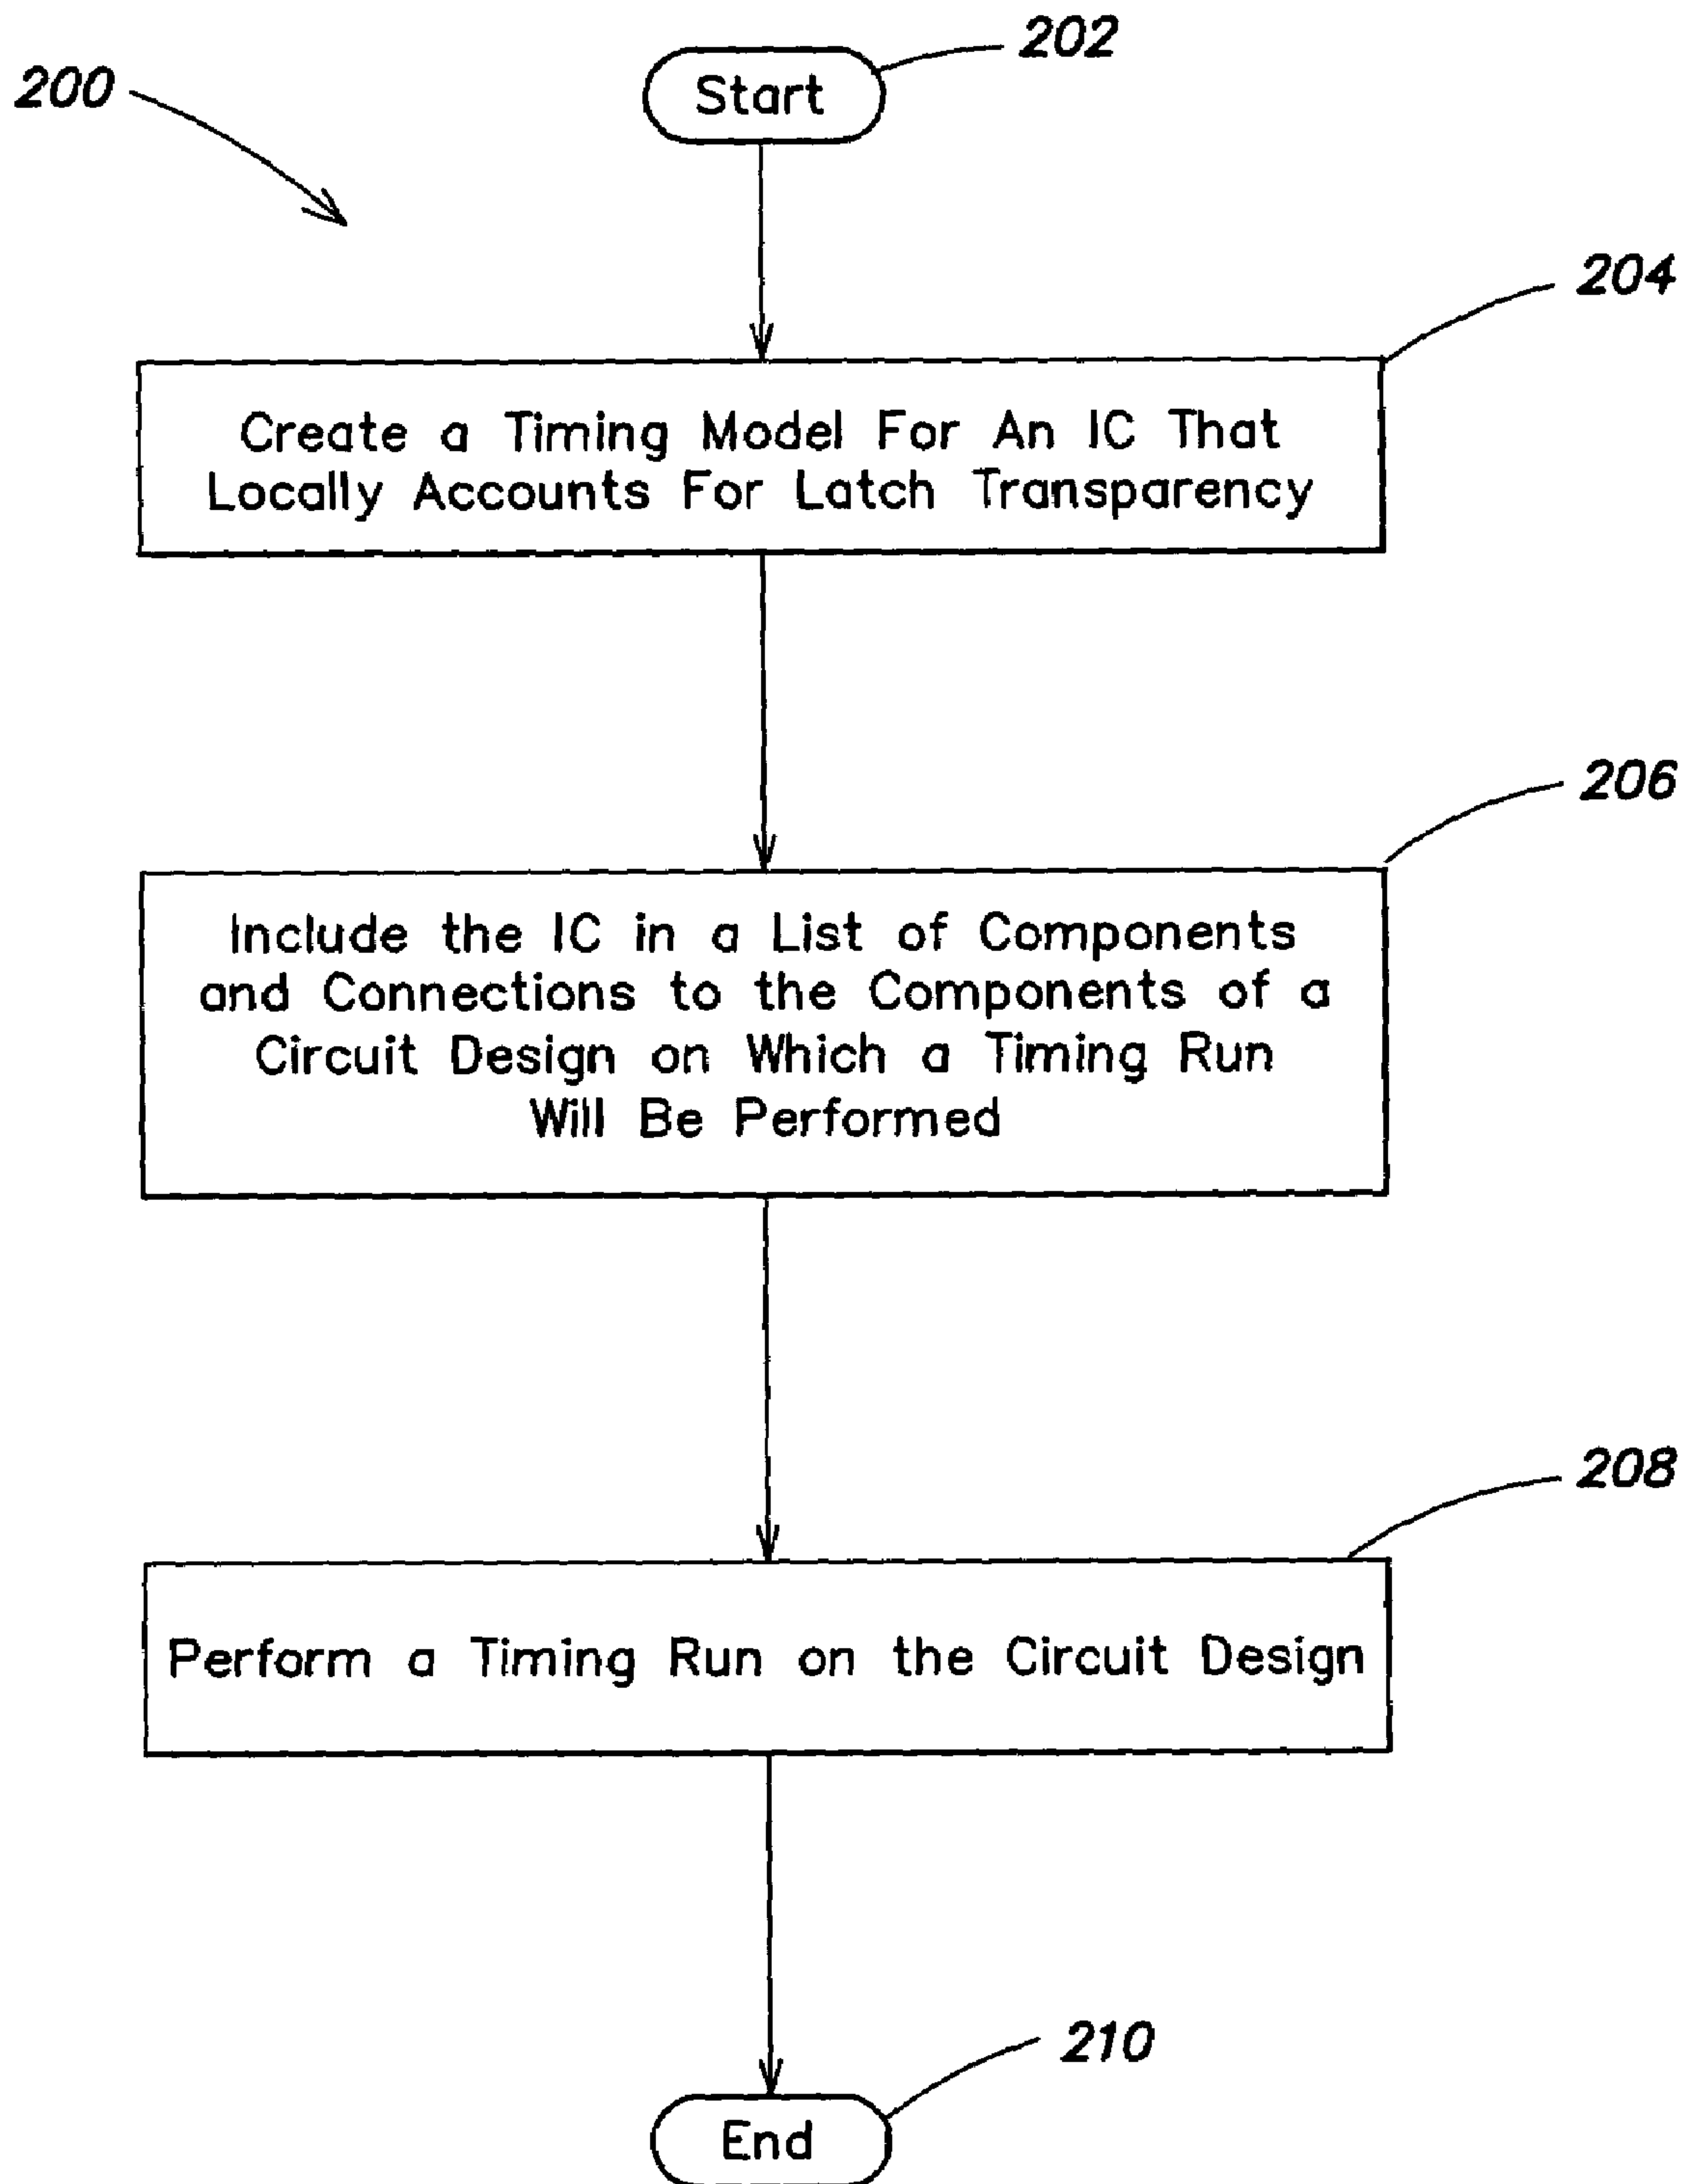 202
200
Start
204
Create a Timing Model For An IC That
Locally Accounts For Latch Transparency
206
Include the IC in a List of Components
and Connections to the Components of a
Circuit Design on Which a Timing Run
Will Be Performed
208
Perform a Timing Run on the Circuit Design
210
End